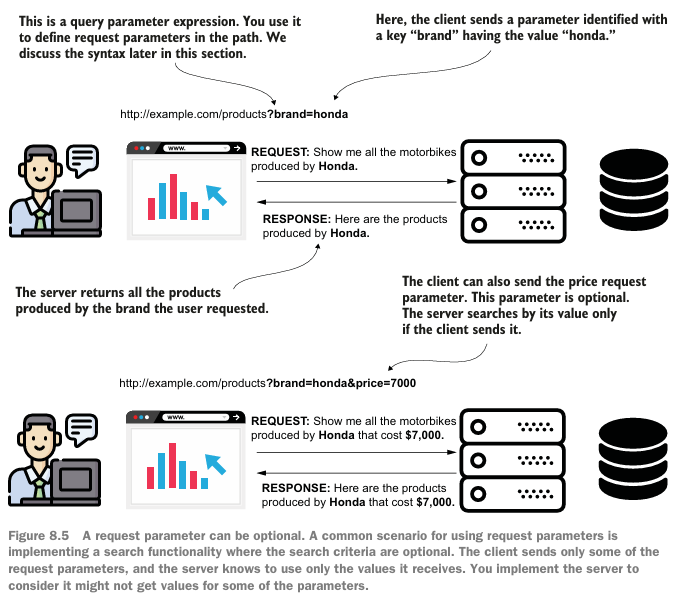 This is a query parameter expression. You use it
to define request parameters in the path. We
discuss the syntax later in this section.
Here, the client sends a parameter identified with
a key “brand” having the value “honda.”
http://example.com/products?brand=honda
WWW.
REQUEST: Show me all the motorbikes
produced by Honda.
RESPONSE: Here are the products
produced by Honda.
The server returns all the products
produced by the brand the user requested.
The client can also send the price request
parameter. This parameter is optional.
The server searches by its value only
if the client sends it.
http://example.com/products?brand=honda&price=7000
WWW.
REQUEST: Show me all the motorbikes
produced by Honda that cost $7,000.
RESPONSE: Here are the products
produced by Honda that cost $7,000.
Figure 8.5 A request parameter can be optional. A common scenario for using request parameters is
implementing a search functionality where the search criteria are optional. The client sends only some of the
request parameters, and the server knows to use only the values it receives. You implement the server to
consider it might not get values for some of the parameters.